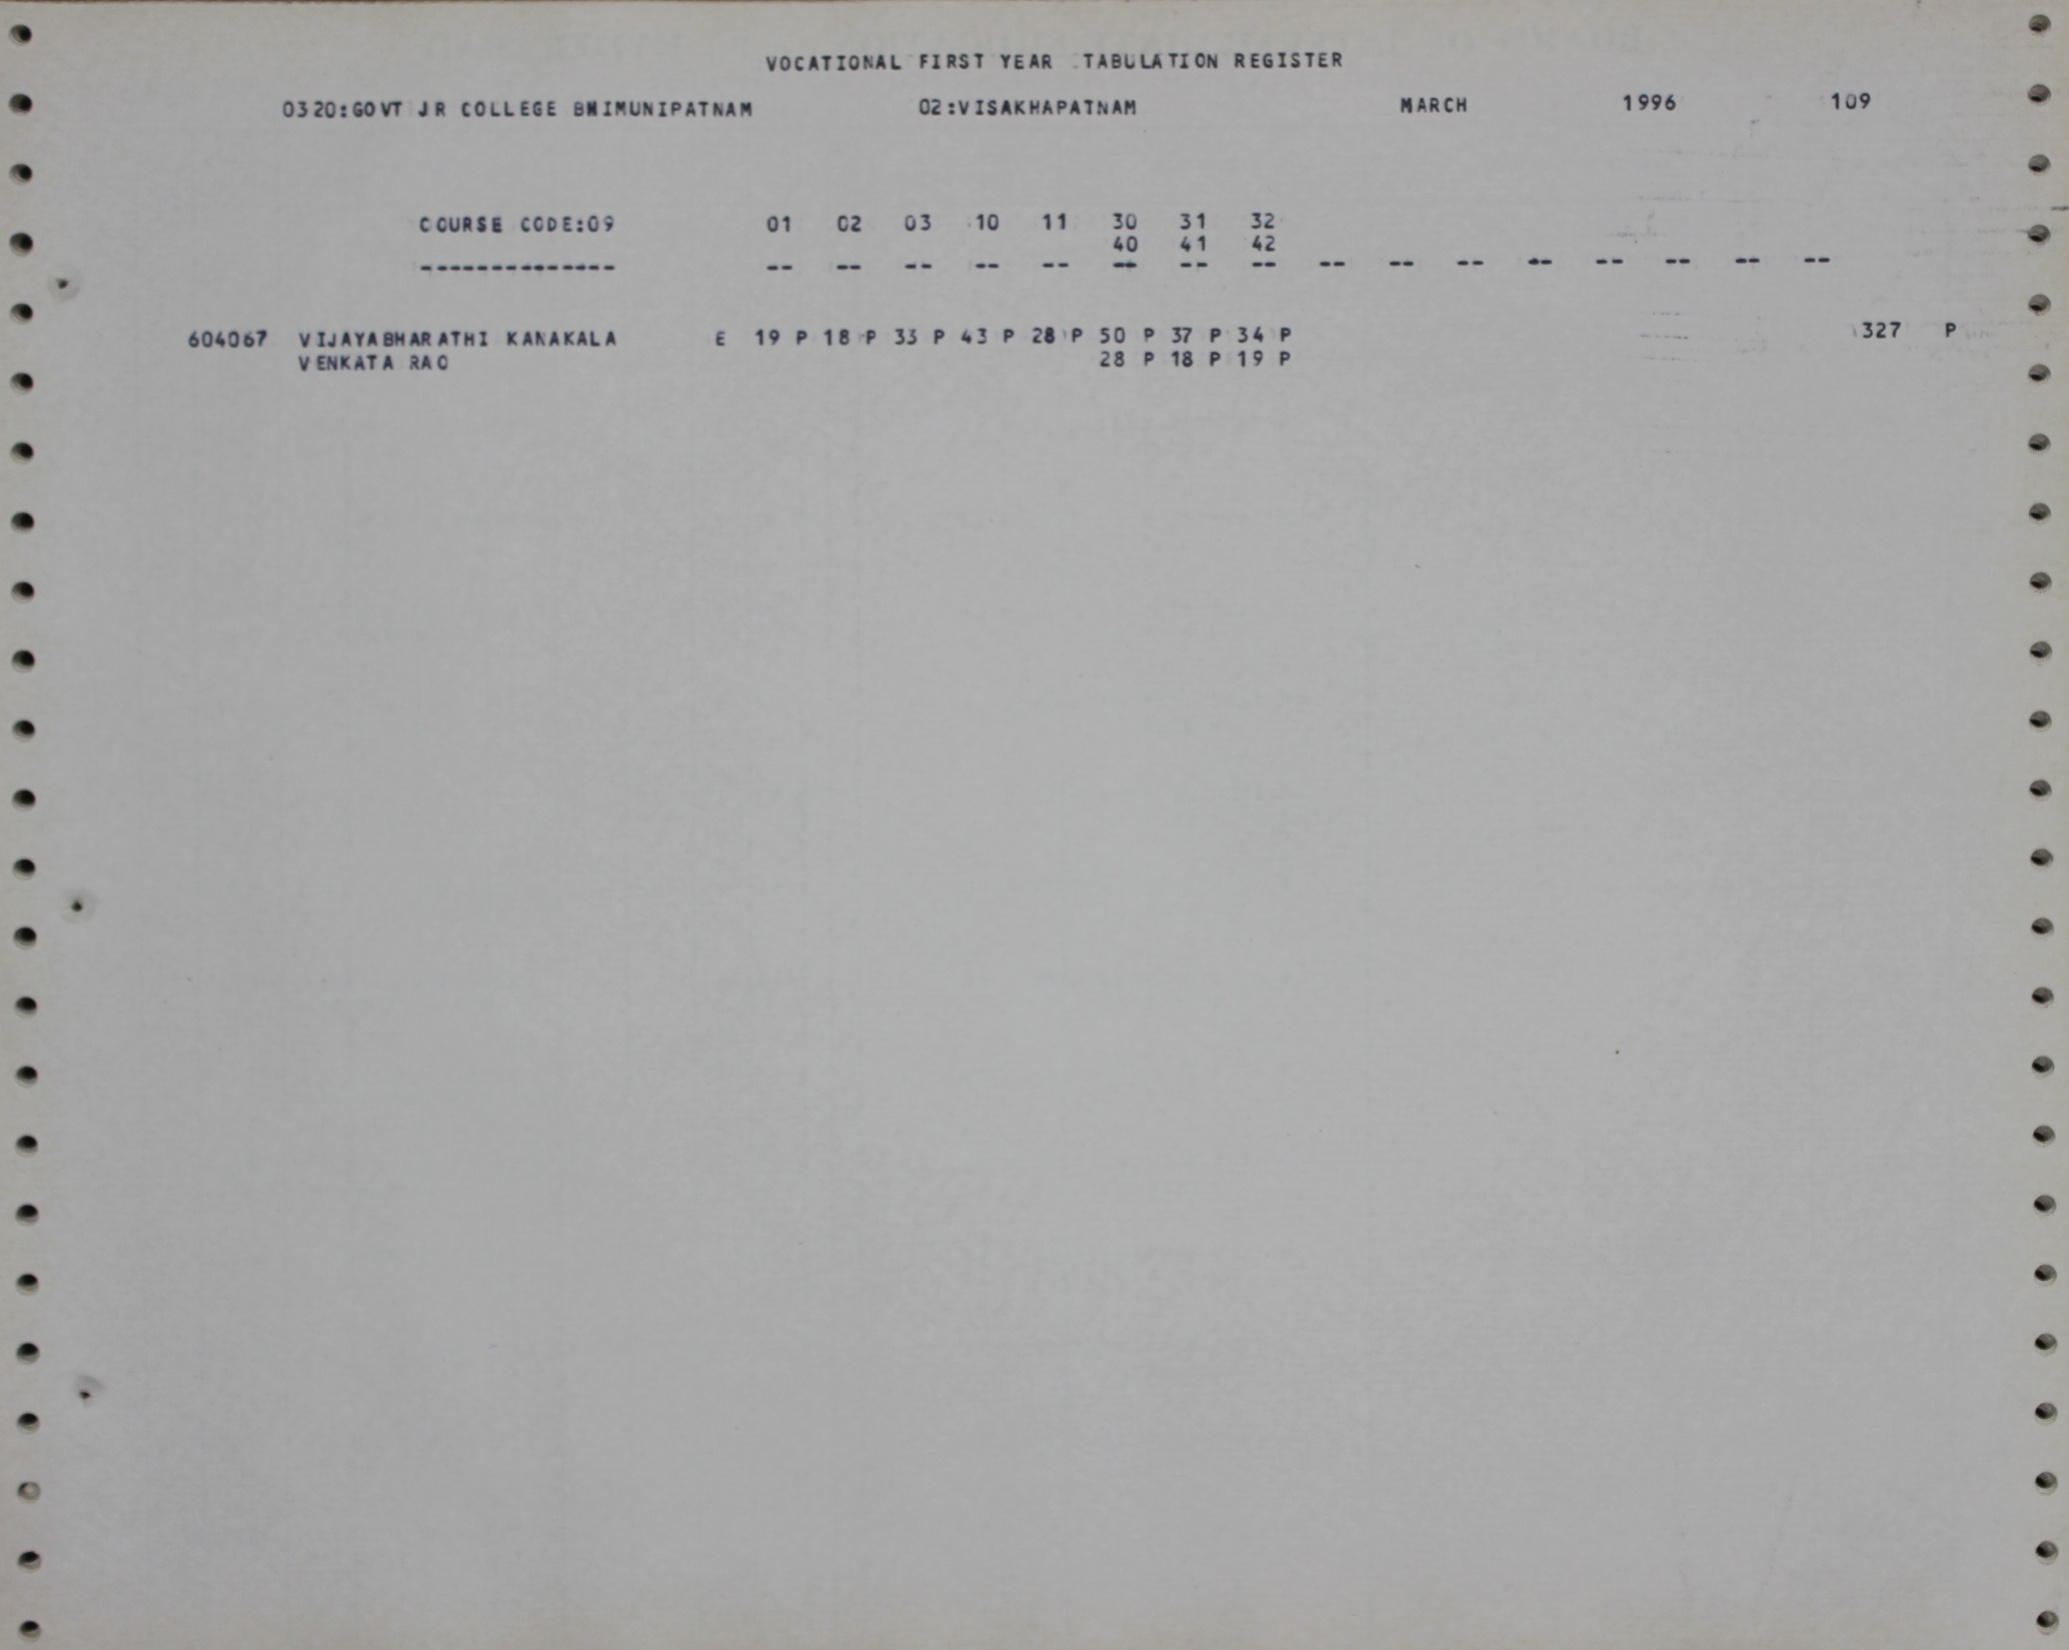 VOCATIONAL FIRST YEAR TABULATION REGISTER
0320:GOVT JR COLLEGE BHIMUNIPATNAM 02:VISAKHAPATNAM MARCH 1996 109
COURSE CODE:09 01 02 03 10 11 30 31 32
40 41 42
-------------- -- -- -- -- -- -- -- -- -- -- -- -- -- -- -- --
604067 VIJAYABHARATHI KANAKALA E 19 P 18 P 33 P 43 P 28 P 50 P 37 P 34 P 327 P
VENKATA RAO 28 P 18 P 19 P